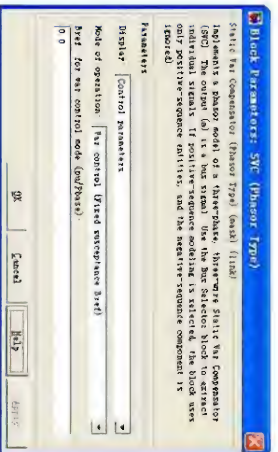 Block Parameters: SVC (Phasor Type)
Static Var Compensator (Phasor Type) (mask) (link)
Implements a phasor model of a three-phase, three-wire Static Var Compensator
(SVC). The output (m) is a bus signal. Use the Bus Selector block to extract
individual signals. If positive-sequence modeling is selected, the block uses
only positive-sequence entities, and the negative-sequence component is
ignored)
Parameters
Display Control parameters
Mode of operation Var control (Fixed susceptance Bref)
Bref for var control mode (pu/Pbase):
0.0
OK Cancel Help Apply